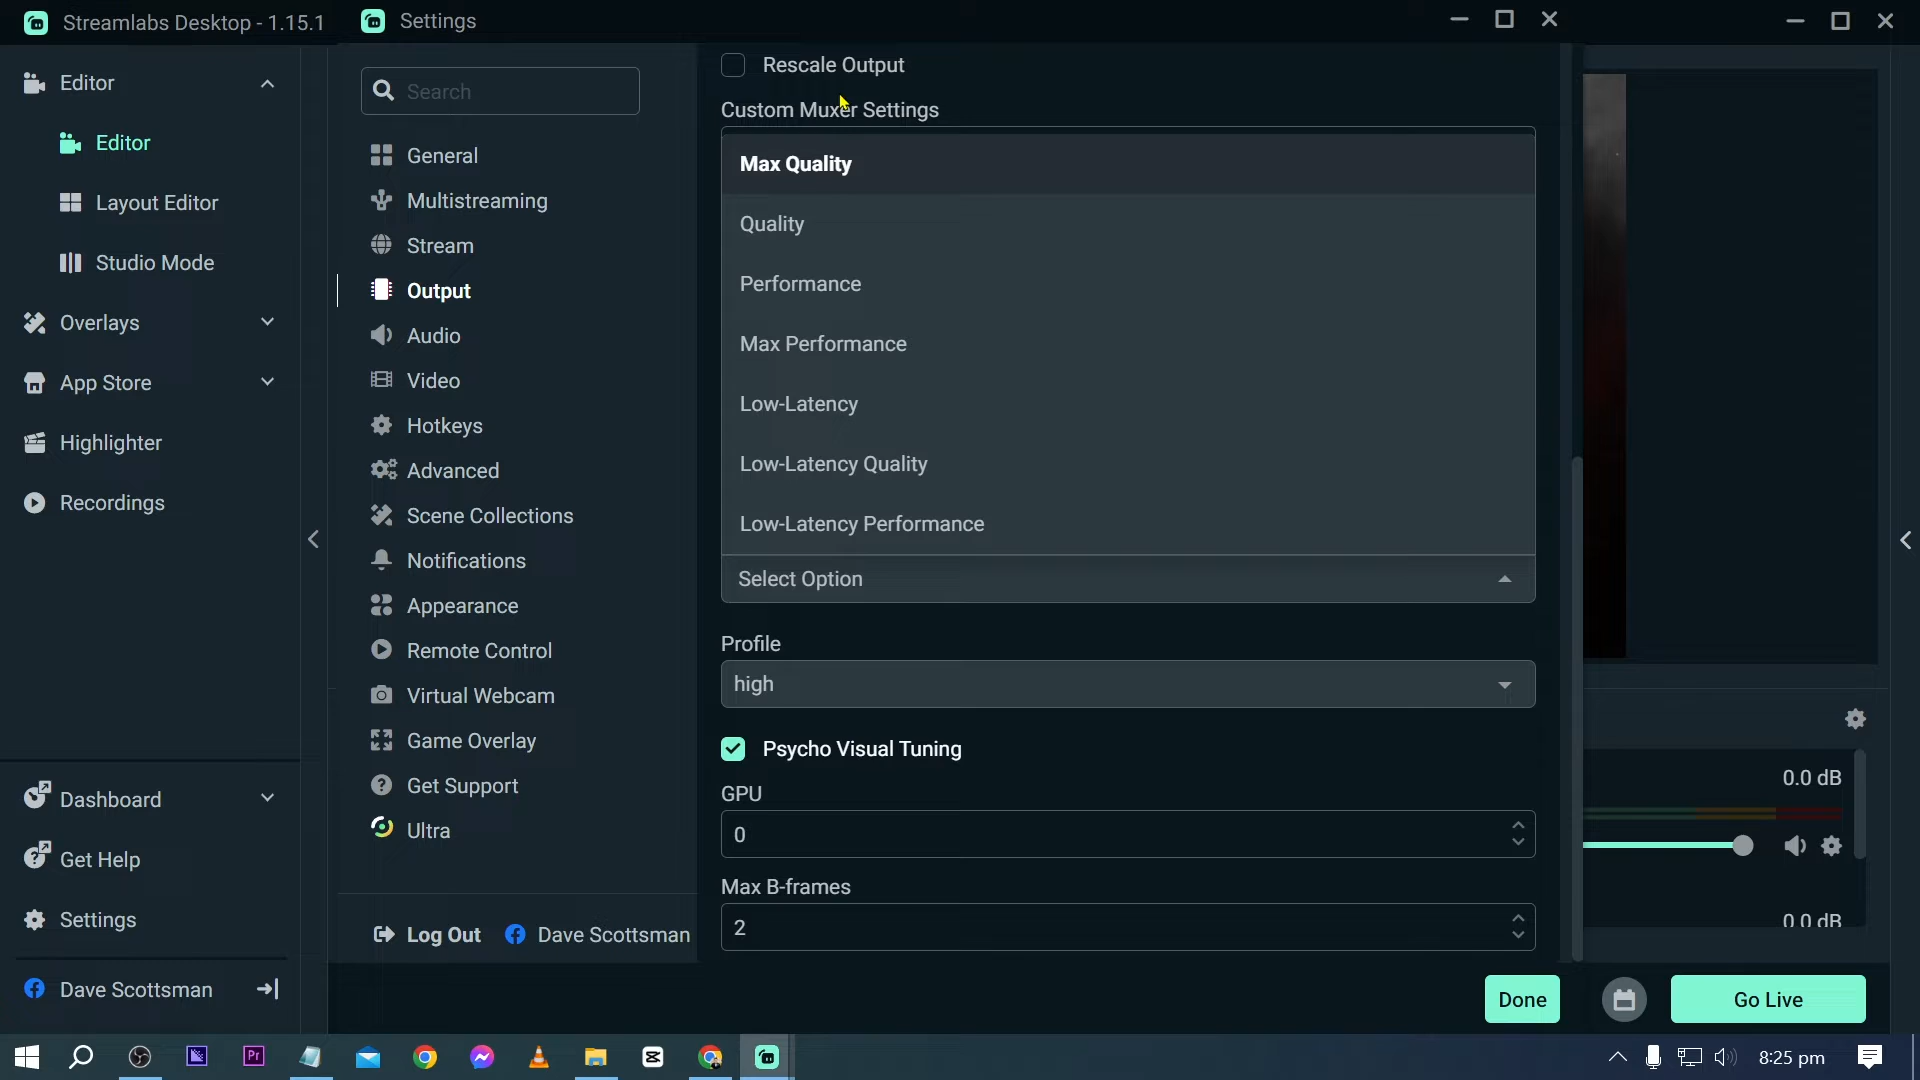 Streamlabs Desktop - 1.15.1
Settings
Editor
Editor
Layout Editor
Studio Mode
Overlays
App Store
Highlighter
Recordings
Dashboard
Get Help
Settings
Dave Scottsman
Search
General
Multistreaming
Stream
Output
Audio
Video
Hotkeys
Advanced
Scene Collections
Notifications
Appearance
Remote Control
Virtual Webcam
Game Overlay
Get Support
Ultra
Log Out
Dave Scottsman
Rescale Output
Custom Muxer Settings
Max Quality
Quality
Performance
Max Performance
Low-Latency
Low-Latency Quality
Low-Latency Performance
Select Option
Profile
high
Psycho Visual Tuning
GPU
0
Max B-frames
2
Done
0.0 dB
0.0 dB
Go Live
Pr
8:25 pm